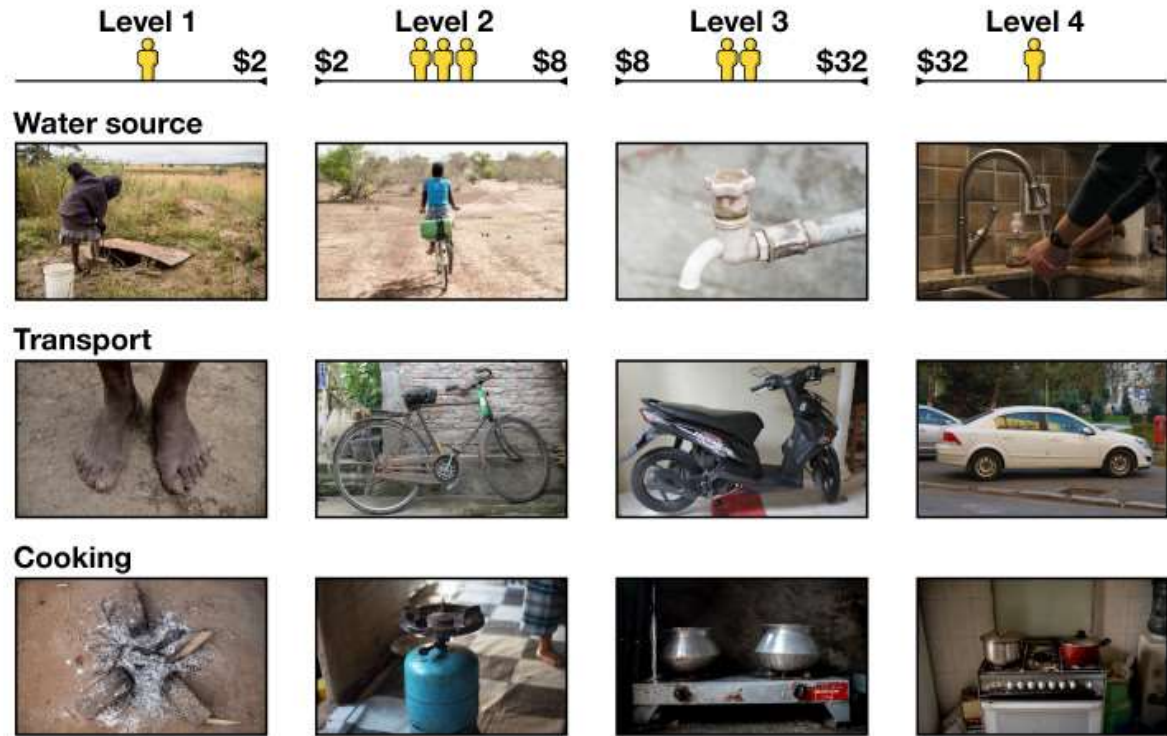 Level 1
Level 2
Level 3
Level 4
$2
$2
$8
$8
$32
$32
Water source
Transport
Cooking